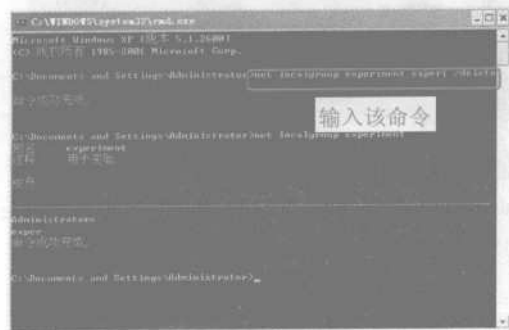 C:\WINDOWS\system32\cmd.exe
Microsoft Windows XP [版本 5.1.2600]
(C) 版权所有 1985-2001 Microsoft Corp.
C:\Documents and Settings\Administrator>net localgroup experiment experi /delete
命令成功完成。
输入该命令
C:\Documents and Settings\Administrator>net localgroup experiment
别名 experiment
注释 用于实验
成员
Administrators
exper
命令成功完成。
C:\Documents and Settings\Administrator>_